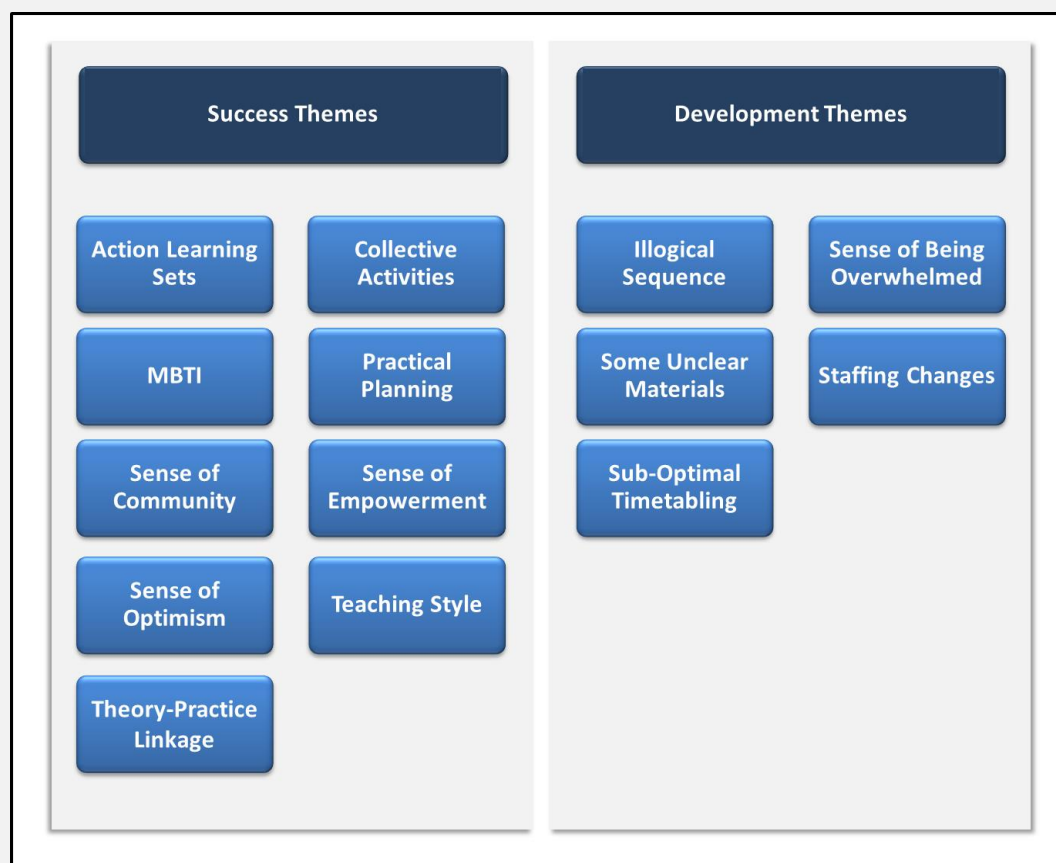 Success Themes
Action Learning
Sets
Collective
Activities
MBTI
Practical
Planning
Sense of
Community
Sense of
Empowerment
Sense of
Optimism
Teaching Style
Theory-Practice
Linkage
Development Themes
Illogical
Sequence
Sense of Being
Overwhelmed
Some Unclear
Materials
Staffing Changes
Sub-Optimal
Timetabling